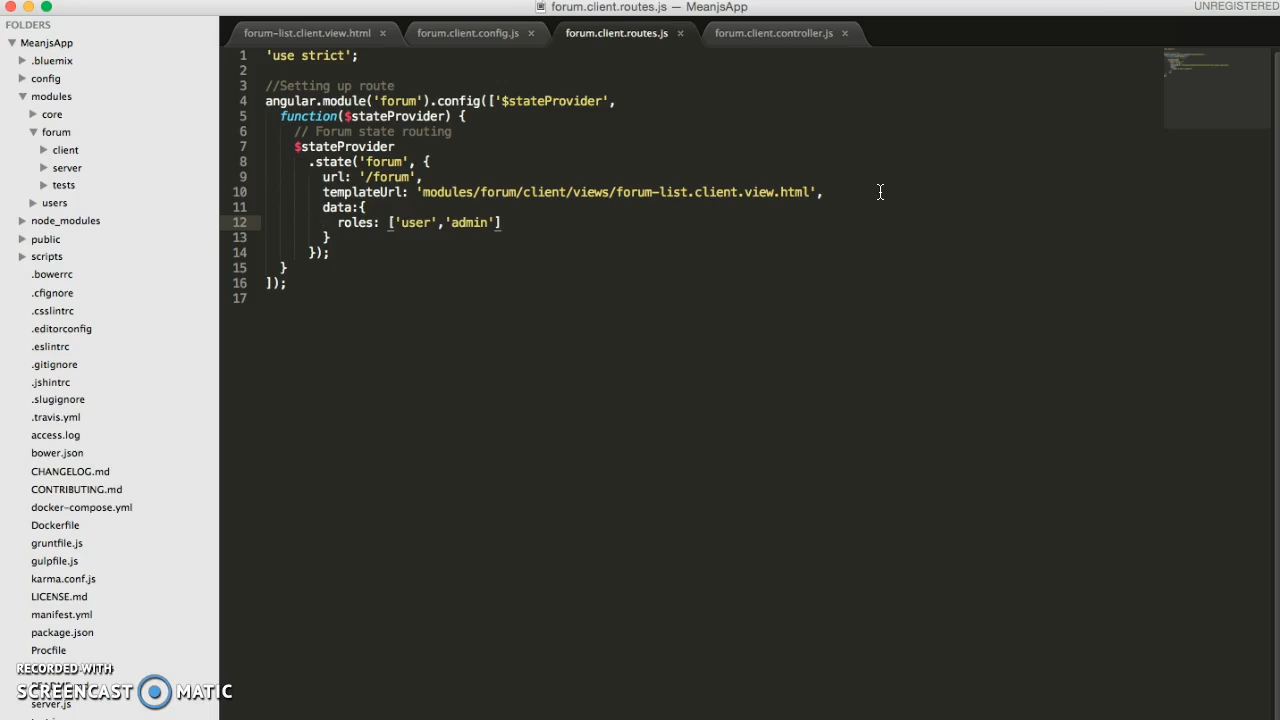 forum.client.routes.js — MeanjsApp
UNREGISTERED
FOLDERS
MeanjsApp
.bluemix
config
modules
core
forum
client
server
tests
users
node_modules
public
scripts
.bowerrc
.cfignore
.csslintrc
.editorconfig
.eslintrc
.gitignore
.jshintrc
.slugignore
.travis.yml
access.log
bower.json
CHANGELOG.md
CONTRIBUTING.md
docker-compose.yml
Dockerfile
gruntfile.js
gulpfile.js
karma.conf.js
LICENSE.md
manifest.yml
package.json
Procfile
server.js
RECORDED WITH
SCREENCAST MATIC
forum-list.client.view.html ×
forum.client.config.js ×
forum.client.routes.js ×
forum.client.controller.js ×
1 'use strict';
2
3 //Setting up route
4 angular.module('forum').config(['$stateProvider',
5 function($stateProvider) {
6 // Forum state routing
7 $stateProvider
8 .state('forum', {
9 url: '/forum',
10 templateUrl: 'modules/forum/client/views/forum-list.client.view.html',
11 data:{
12 roles: ['user','admin']
13 }
14 });
15 }
16 ]);
17